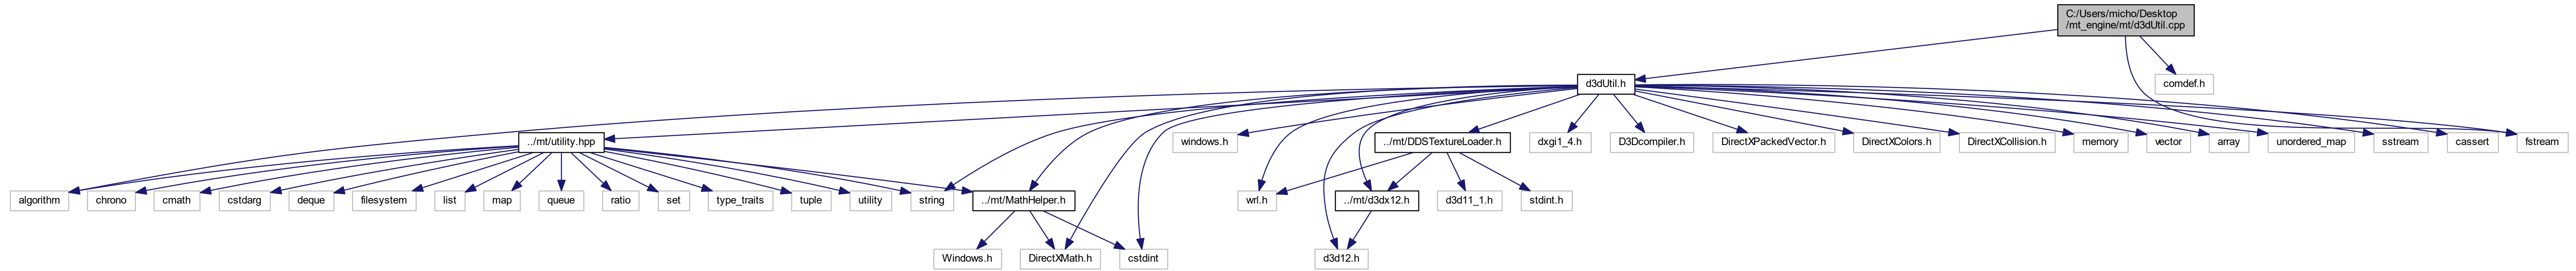 C:/Users/micho/Desktop
/mt_engine/mt/d3dUtil.cpp
d3dUtil.h
comdef.h
../mt/utility.hpp
windows.h
../mt/DDSTextureLoader.h
dxgi1_4.h
D3Dcompiler.h
DirectXPackedVector.h
DirectXColors.h
DirectXCollision.h
memory
vector
array
unordered_map
sstream
cassert
fstream
algorithm
chrono
cmath
cstdarg
deque
filesystem
list
map
queue
ratio
set
type_traits
tuple
utility
string
../mt/MathHelper.h
wrl.h
../mt/d3dx12.h
d3d11_1.h
stdint.h
Windows.h
DirectXMath.h
cstdint
d3d12.h